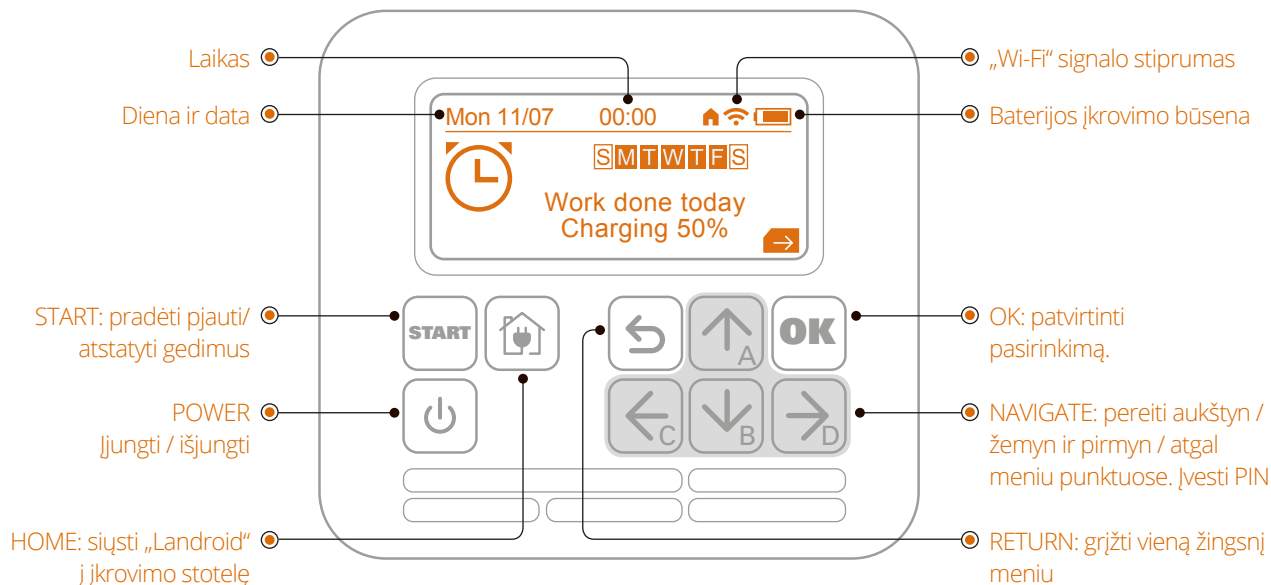 Laikas
„Wi-Fi“ signalo stiprumas
Diena ir data
Baterijos įkrovimo būsena
Mon 11/07 00:00
S M T W T F S
Work done today
Charging 50%
START: pradėti pjauti/
atstatyti gedimus
START
OK
OK: patvirtinti
pasirinkimą.
A
POWER
Įjungti / išjungti
C
B
D
NAVIGATE: pereiti aukštyn /
žemyn ir pirmyn / atgal
meniu punktuose. Įvesti PIN
HOME: siųsti „Landroid“
į įkrovimo stotelę
RETURN: grįžti vieną žingsnį
meniu